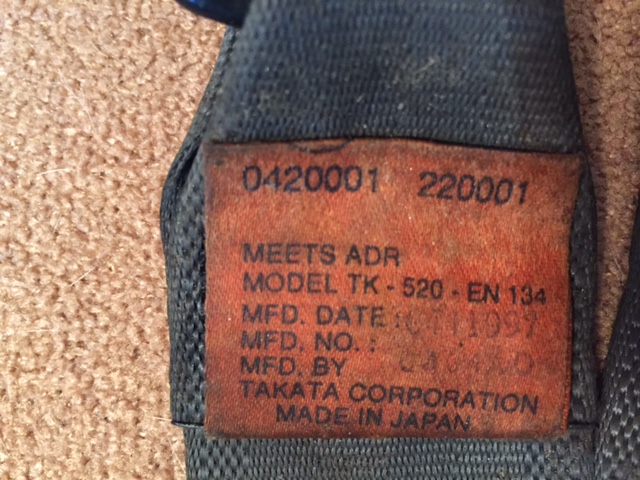 0420001 220001
MEETS ADR
MODEL TK - 520 - EN 134
MFD. DATE :
MFD. NO. :
MFD. BY
TAKATA CORPORATION
MADE IN JAPAN